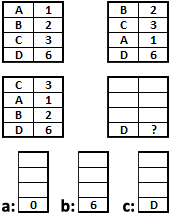 A 1 B 2
B 2 C 3
C 3 A 1
D 6 D 6
C 3
A 1
B 2
D 6 D ?
a: 0 b: 6 c: D